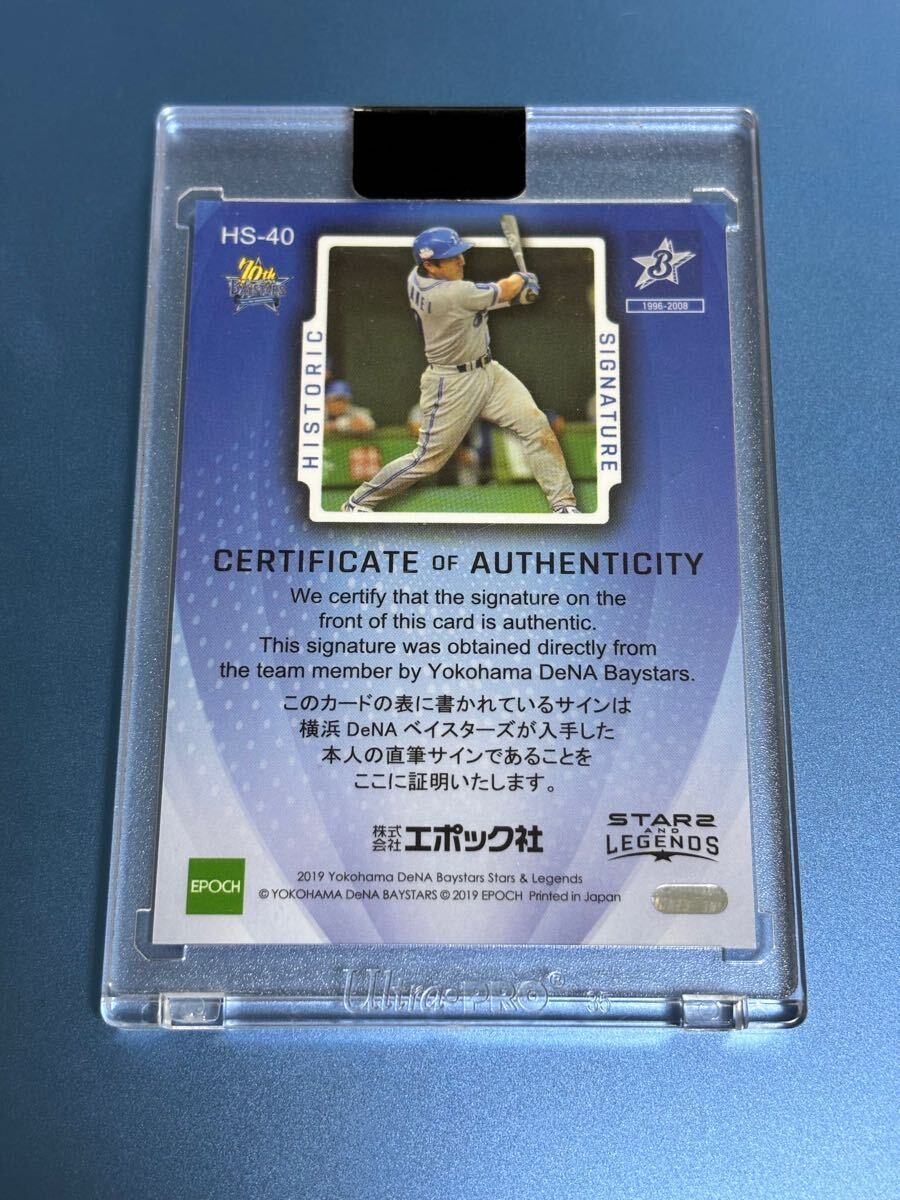 HS-40
70th
BAYSTARS
B
1996-2008
HISTORIC
SIGNATURE
CERTIFICATE OF AUTHENTICITY
We certify that the signature on the
front of this card is authentic.
This signature was obtained directly from
the team member by Yokohama DeNA Baystars.
このカードの表に書かれているサインは
横浜 DeNA ベイスターズが入手した
本人の直筆サインであることを
ここに証明いたします。
株式会社エポック社
STARS
AND
LEGENDS
EPOCH
2019 Yokohama DeNA Baystars Stars & Legends
© YOKOHAMA DeNA BAYSTARS © 2019 EPOCH Printed in Japan
Ultra·PRO® 35